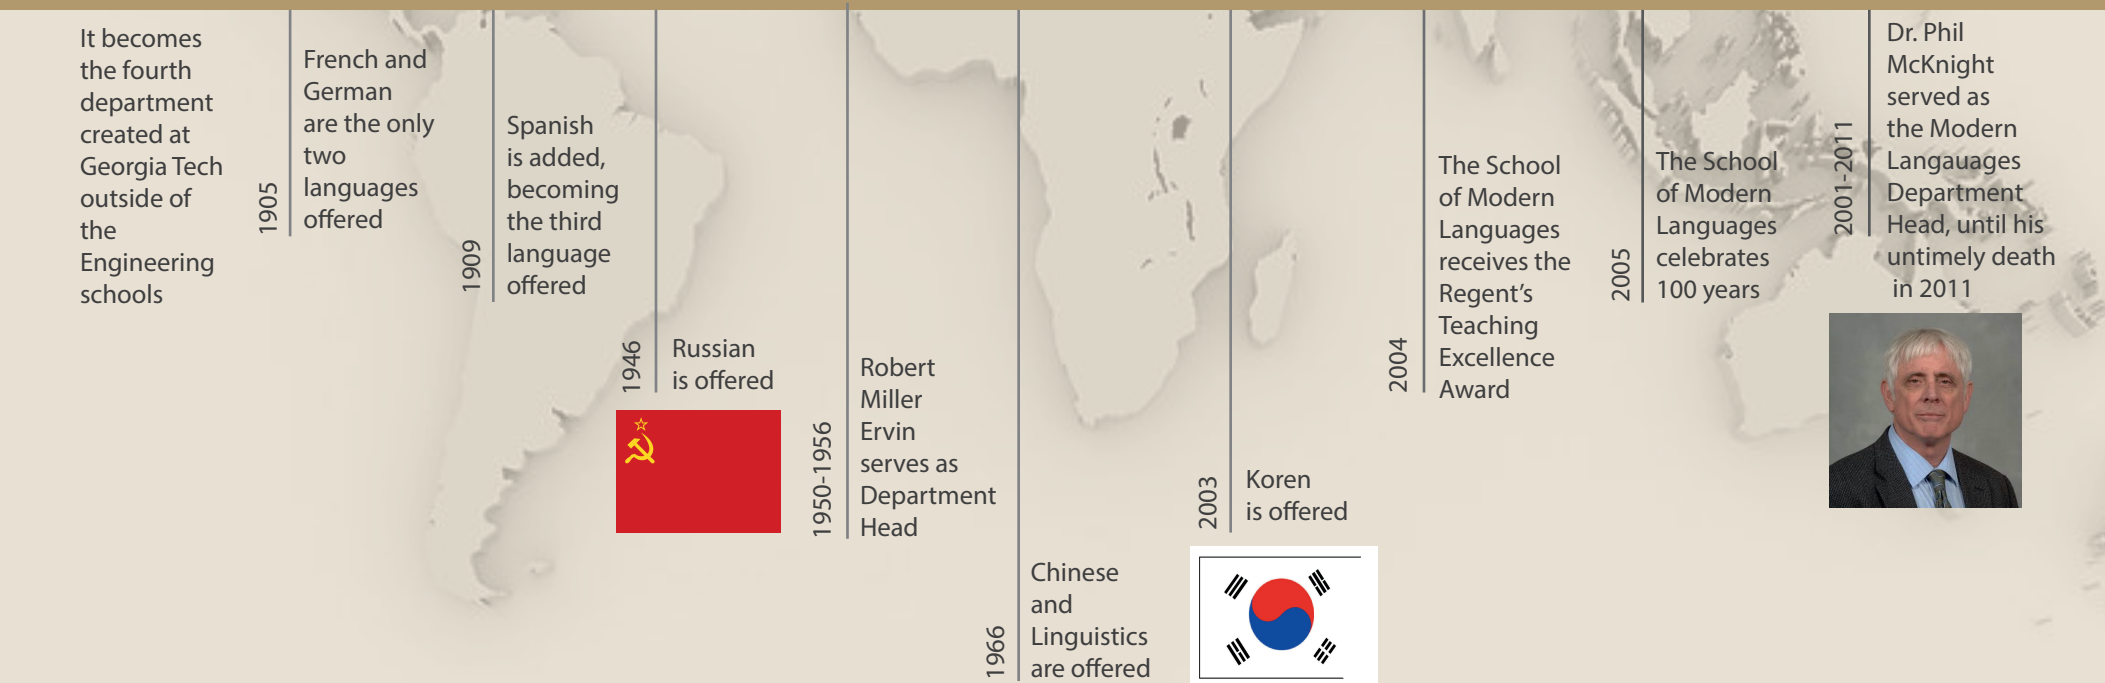 It becomes
the fourth
department
created at
Georgia Tech
outside of
the
Engineering
schools
1905
French and
German
are the only
two
languages
offered
1909
Spanish
is added,
becoming
the third
language
offered
1946
Russian
is offered
1950-1956
Robert
Miller
Ervin
serves as
Department
Head
1966
Chinese
and
Linguistics
are offered
2003
Koren
is offered
2004
The School
of Modern
Languages
receives the
Regent’s
Teaching
Excellence
Award
2005
The School
of Modern
Languages
celebrates
100 years
2001-2011
Dr. Phil
McKnight
served as
the Modern
Langauages
Department
Head, until his
untimely death
in 2011